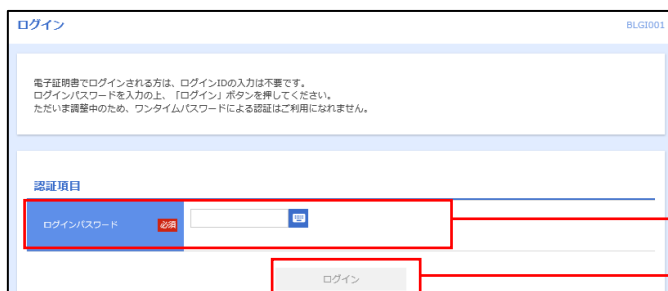 ログイン
BLGI001
電子証明書でログインされる方は、ログインIDの入力は不要です。
ログインパスワードを入力の上、「ログイン」ボタンを押してください。
ただいま調整中のため、ワンタイムパスワードによる認証はご利用になれません。
認証項目
ログインパスワード
必須
ログイン